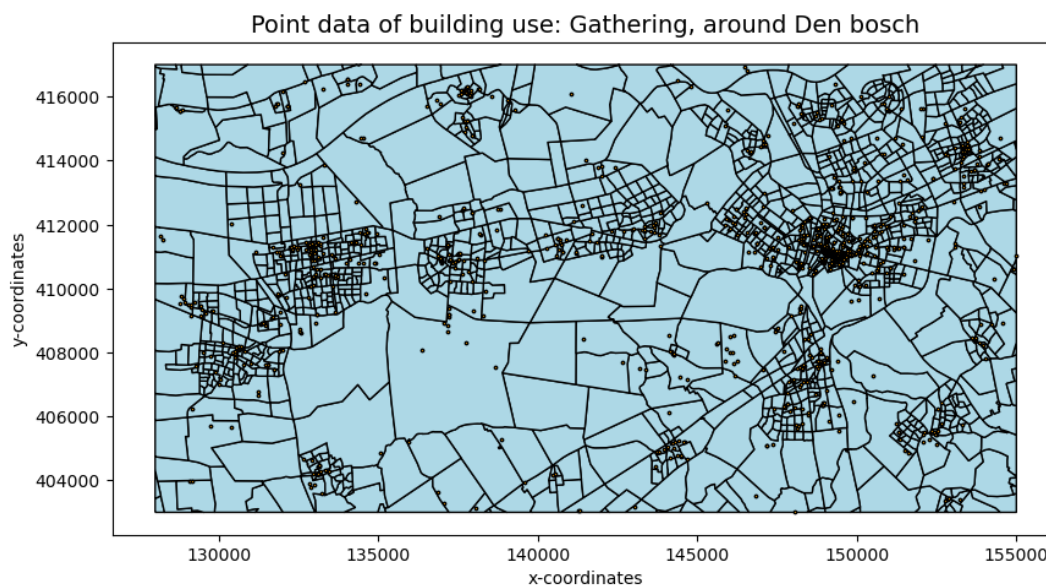 Point data of building use: Gathering, around Den bosch
416000
414000
412000
410000
408000
406000
404000
y-coordinates
130000 135000 140000 145000 150000 155000
x-coordinates